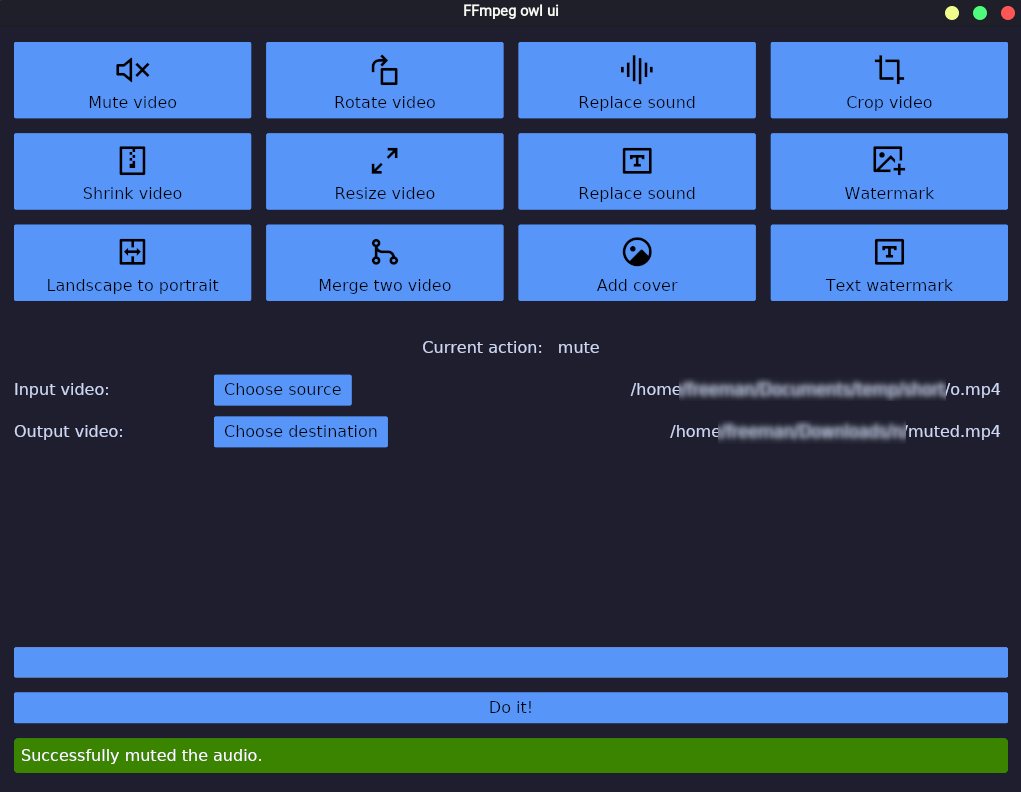 FFmpeg owl ui
Mute video
Rotate video
Replace sound
Crop video
Shrink video
Resize video
Replace sound
Watermark
Landscape to portrait
Merge two video
Add cover
Text watermark
Current action: mute
Input video: Choose source /home /o.mp4
Output video: Choose destination /home /muted.mp4
Do it!
Successfully muted the audio.